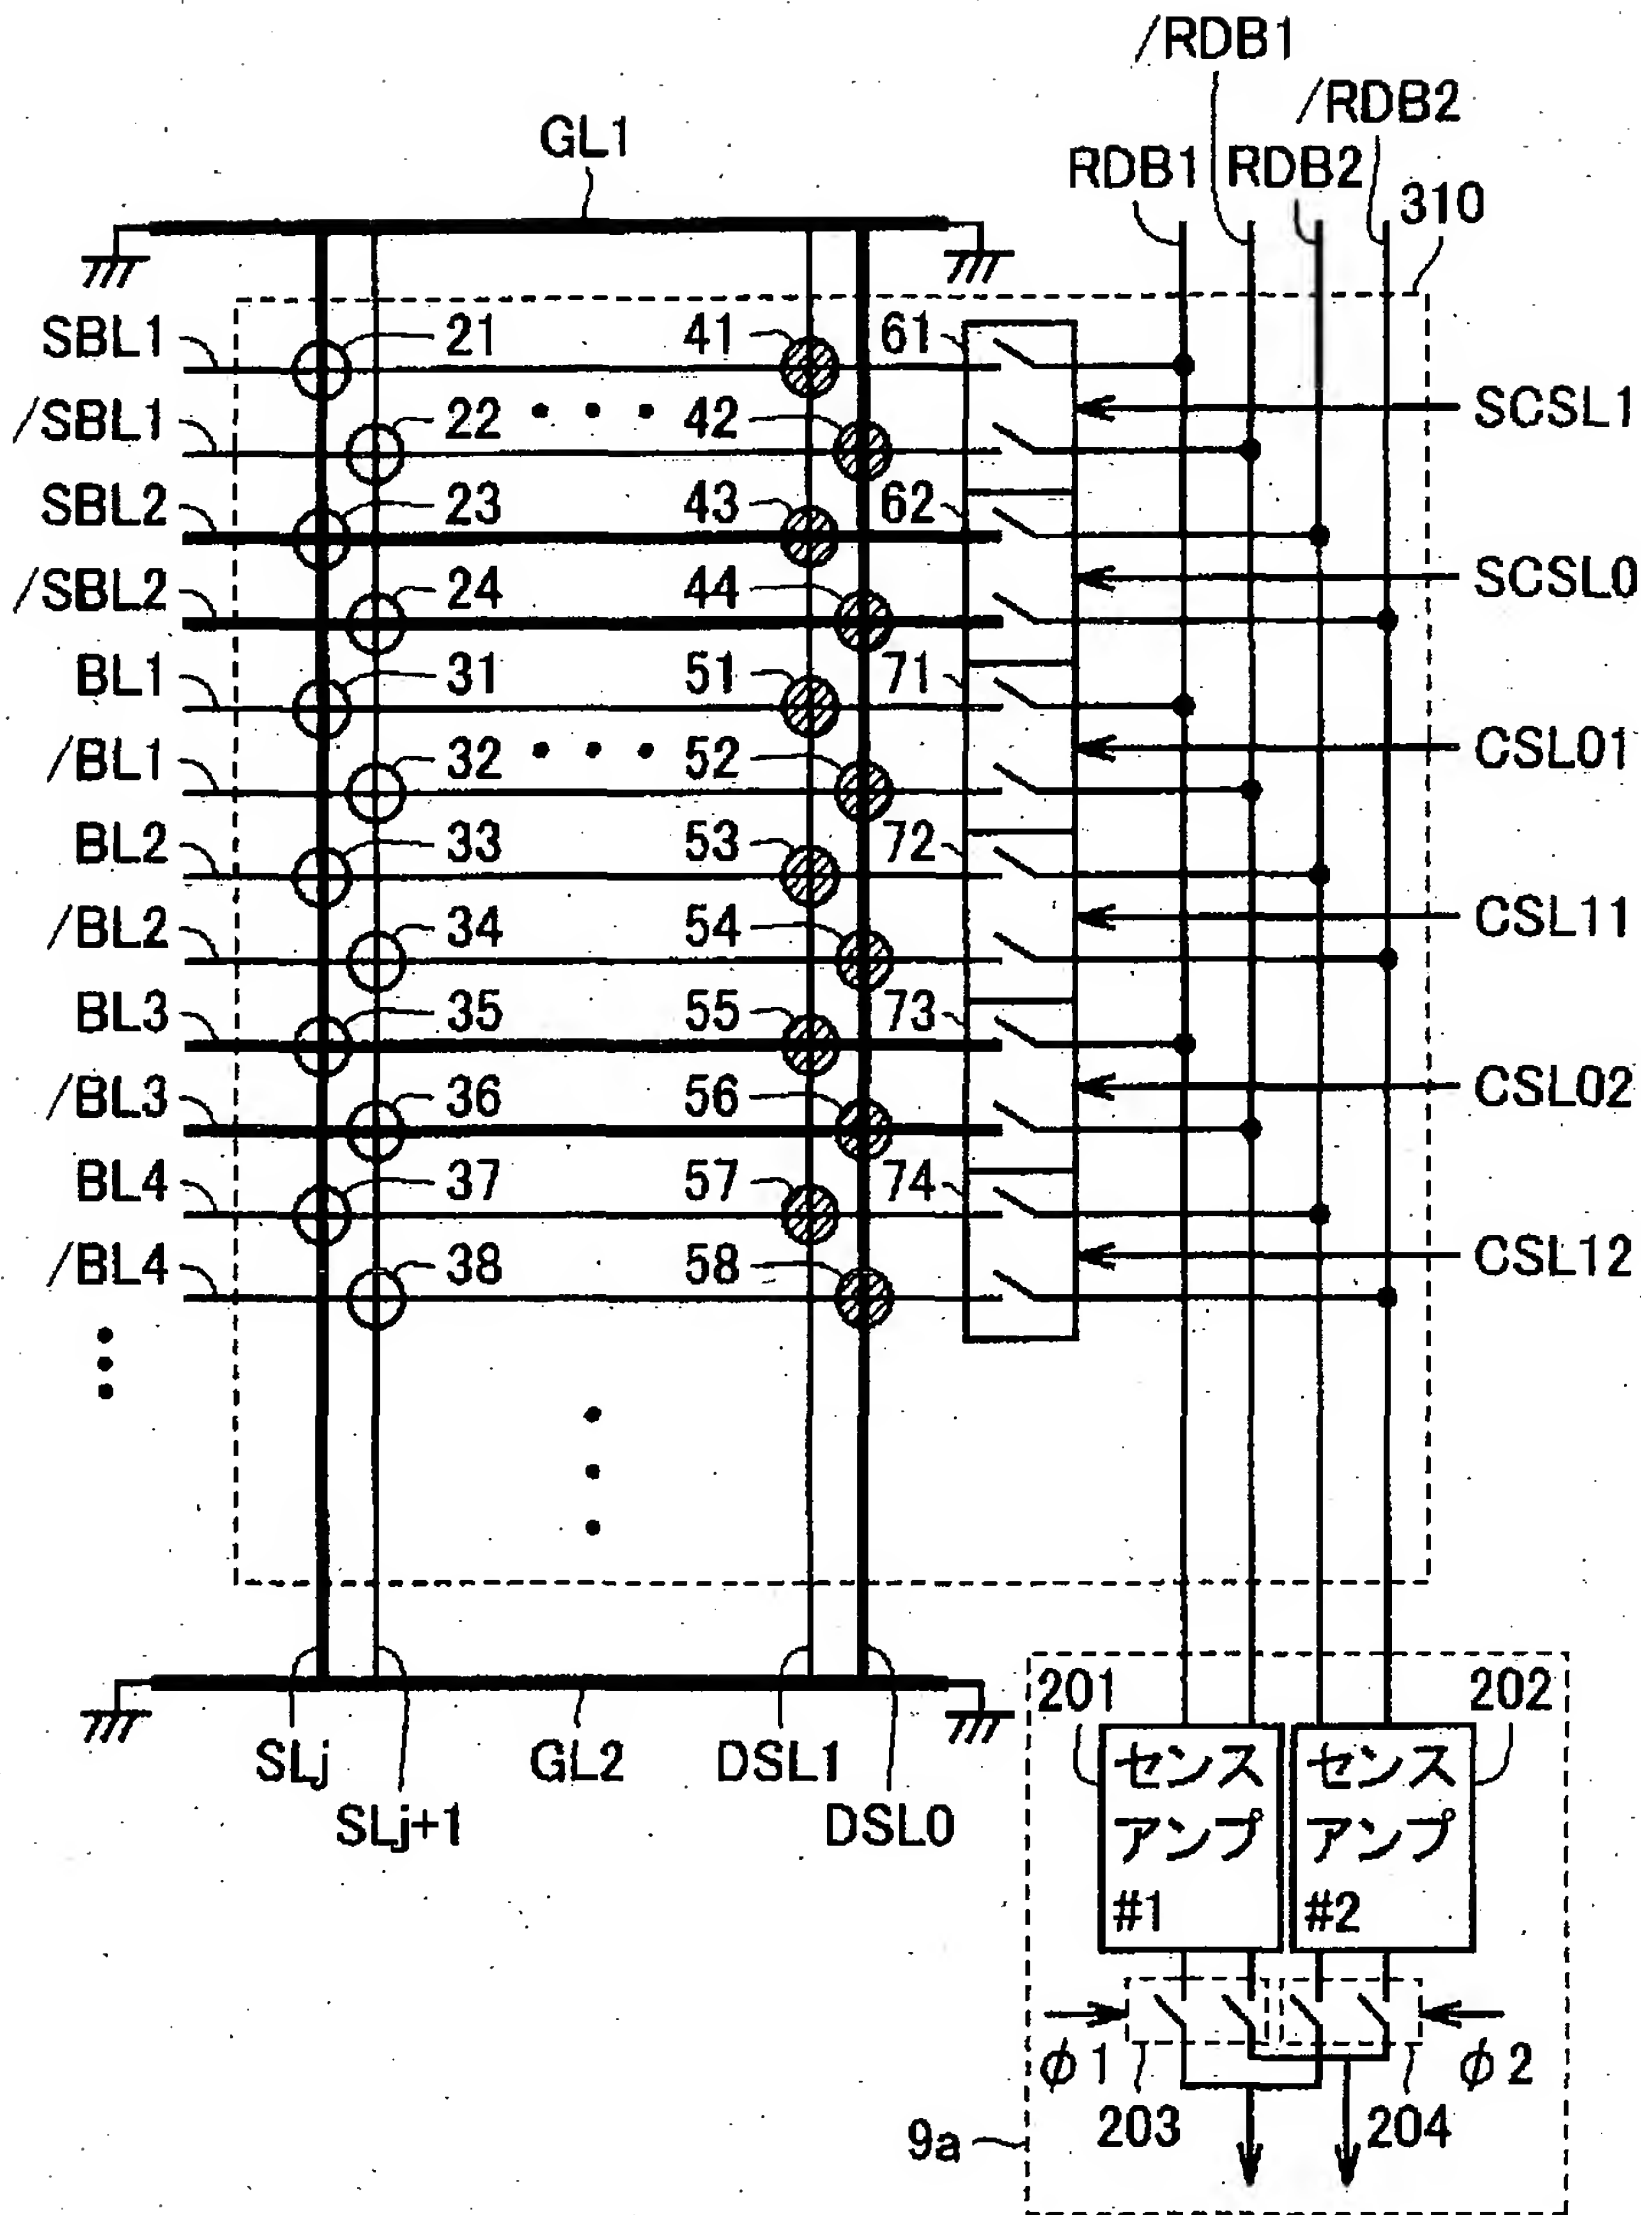 /RDB1
/RDB2
GL1
RDB1 RDB2
310
SBL1 21 41 61
SCSL1
/SBL1 22 42
SBL2 23 43 62
SCSL0
/SBL2 24 44
BL1 31 51 71
CSL01
/BL1 32 52
BL2 33 53 72
CSL11
/BL2 34 54
BL3 35 55 73
CSL02
/BL3 36 56
BL4 37 57 74
CSL12
/BL4 38 58
201 202
SLj GL2 DSL1
SLj+1 DSL0
センス
アンプ
#1
センス
アンプ
#2
φ1 φ2
203 204
9a